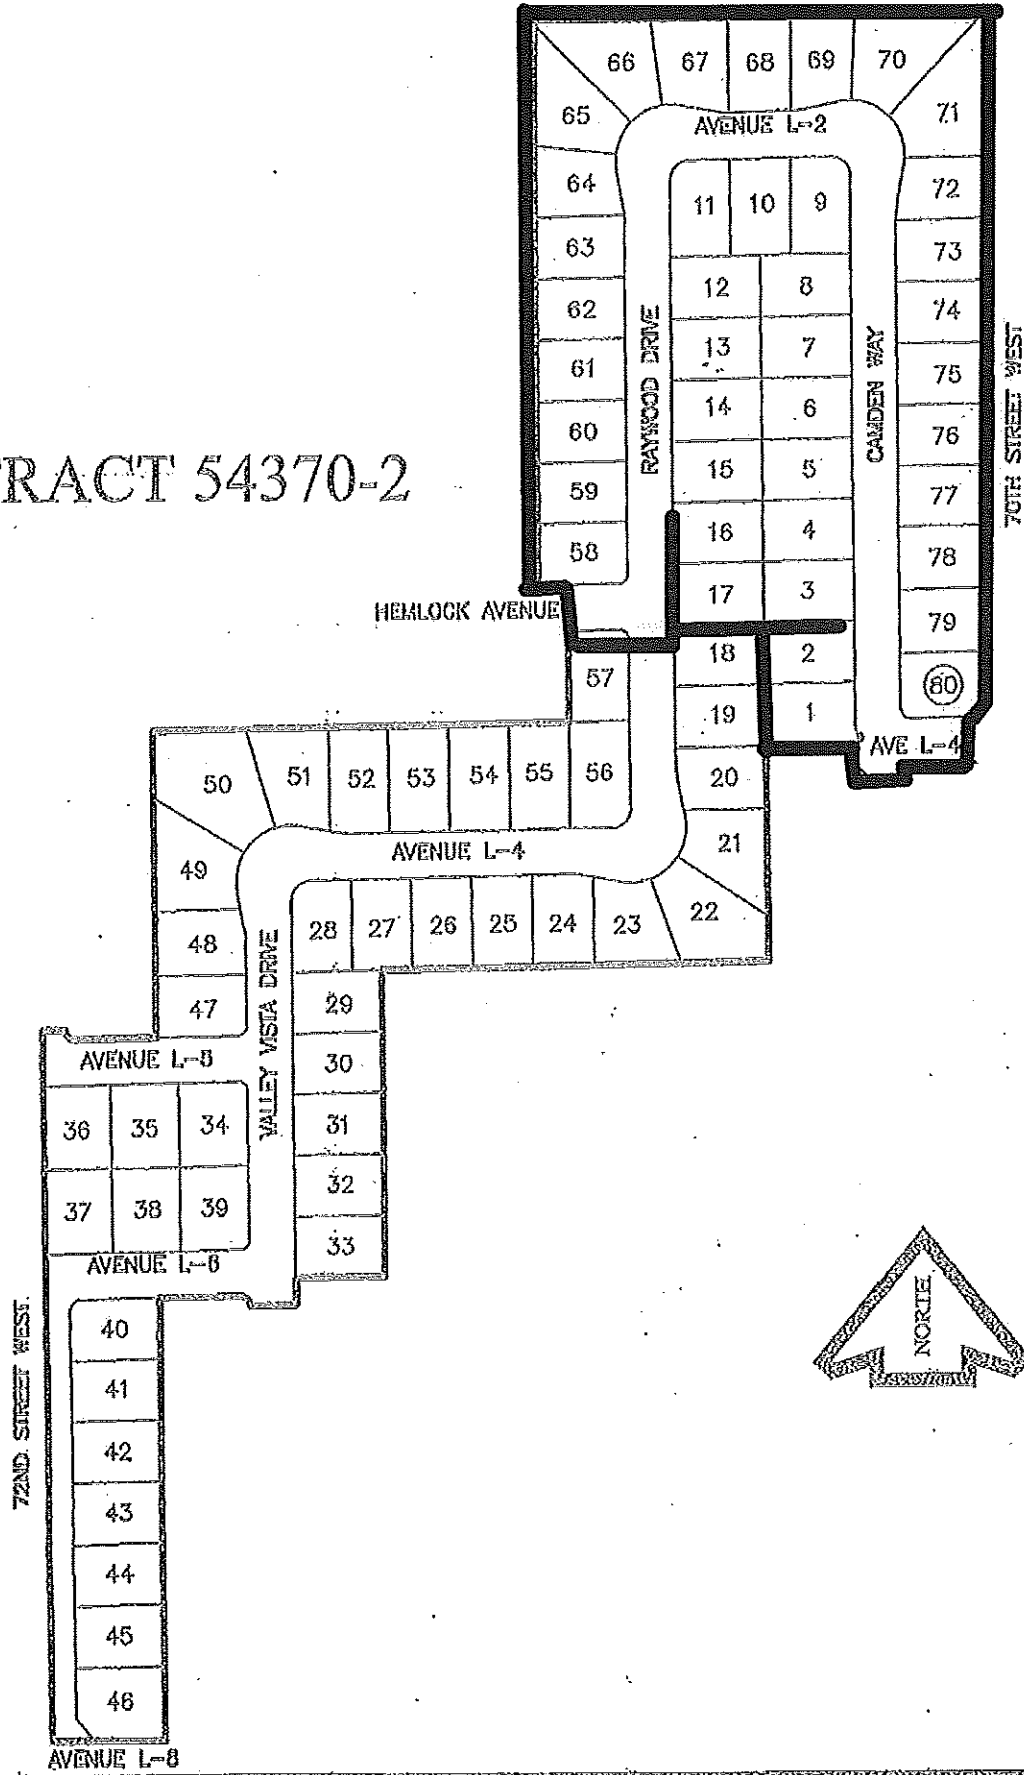 66 67 68 69 70
65 71
AVENUE L-2
64 72
11 10 9
63 73
12 8
62 74
13 7
61 75
RAYWOOD DRIVE
CAMDEN WAY
70TH STREET WEST
14 6
60 76
15 5
59 77
TRACT 54370-2
16 4
58 78
17 3
HEMLOCK AVENUE
79
18 2
57 80
19 1
AVE L-4
50 51 52 53 54 55 56 20
AVENUE L-4
21
49
28 27 26 25 24 23 22
48
29
47
VALLEY VISTA DRIVE
AVENUE L-5
30
36 35 34 31
32
37 38 39
33
AVENUE L-6
NORTE
72ND STREET WEST
40
41
42
43
44
45
46
AVENUE L-8